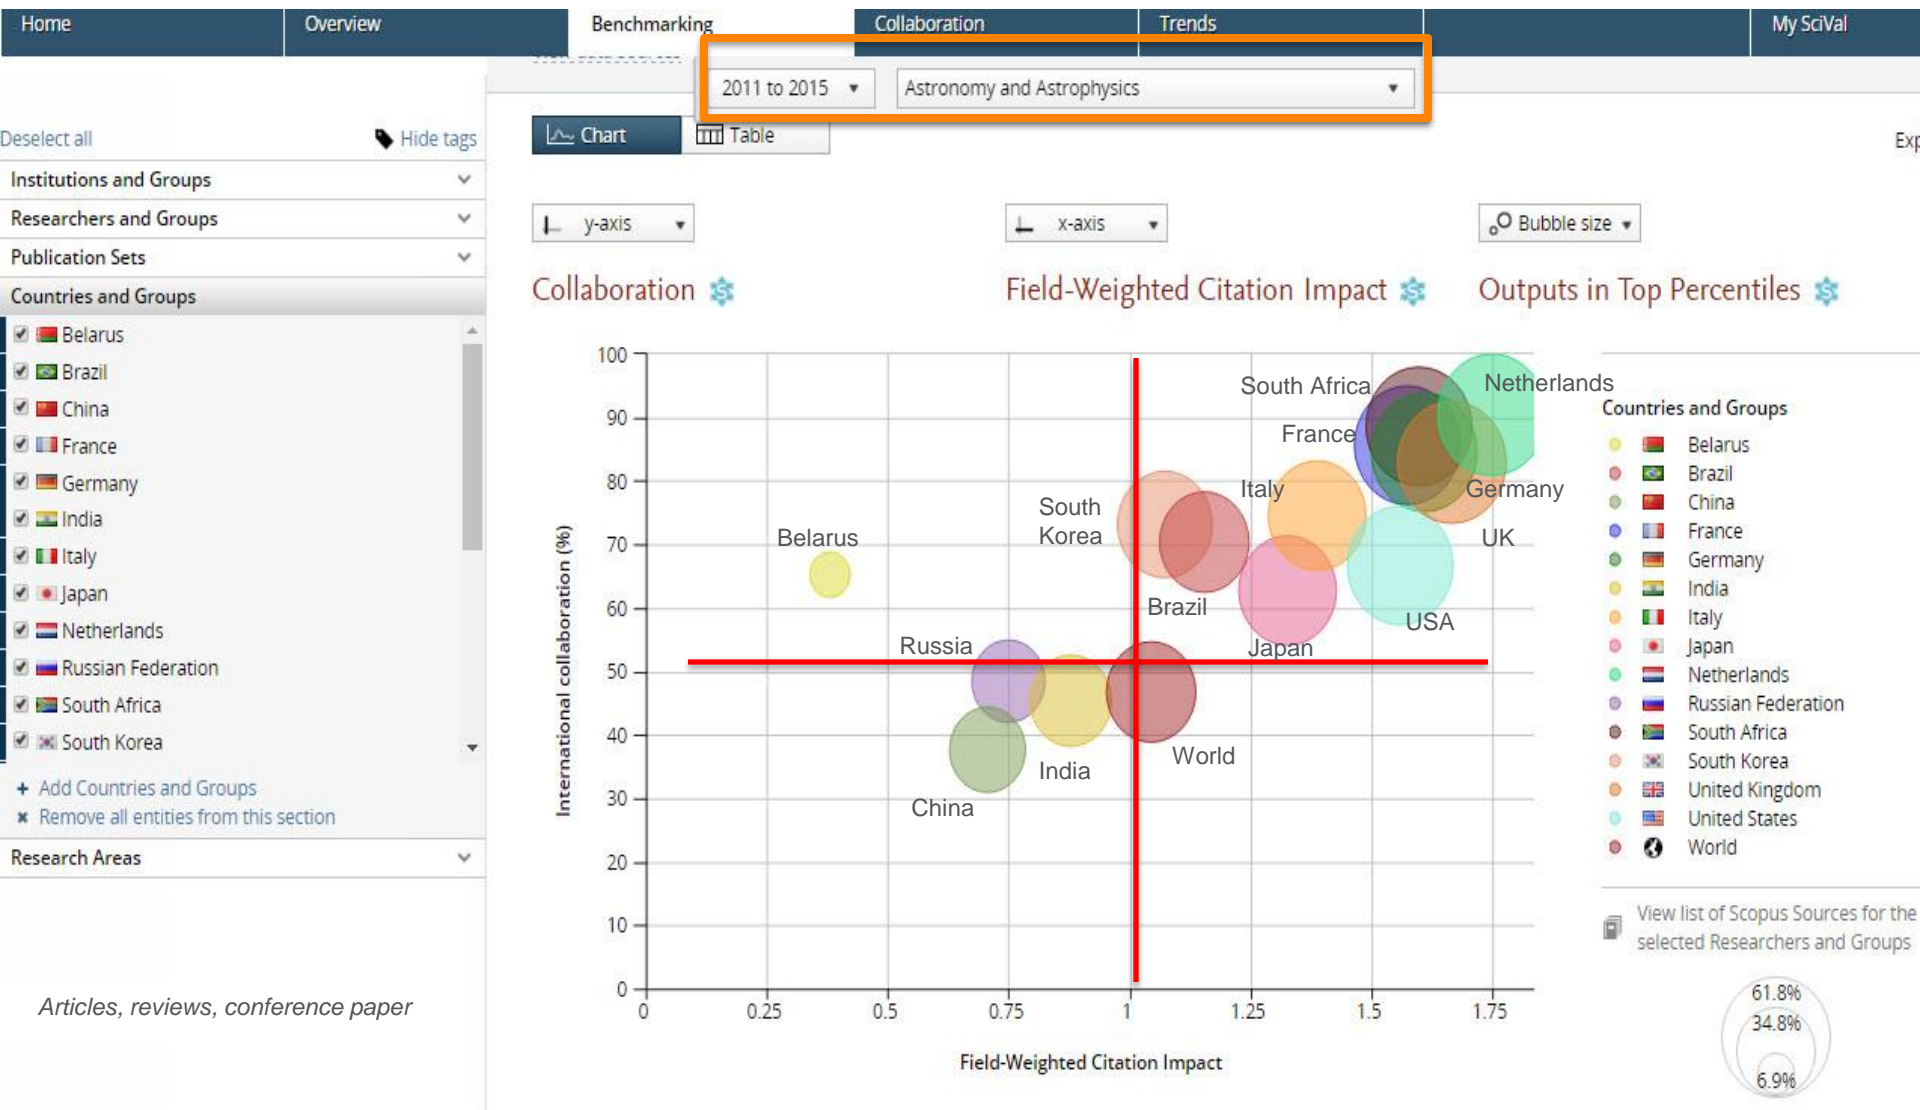 Home
Overview
Benchmarking
Collaboration
Trends
My SciVal
2011 to 2015
Astronomy and Astrophysics
Deselect all
Hide tags
Chart
Table
Institutions and Groups
Researchers and Groups
Publication Sets
Countries and Groups
Belarus
Brazil
China
France
Germany
India
Italy
Japan
Netherlands
Russian Federation
South Africa
South Korea
+ Add Countries and Groups
× Remove all entities from this section
Research Areas
Articles, reviews, conference paper
y-axis
x-axis
Bubble size
Collaboration
Field-Weighted Citation Impact
Outputs in Top Percentiles
International collaboration (%)
100
90
80
70
60
50
40
30
20
10
0
0
0.25
0.5
0.75
1
1.25
1.5
1.75
Field-Weighted Citation Impact
South Africa
Netherlands
France
Italy
Germany
South
Korea
UK
Belarus
Brazil
USA
Russia
Japan
World
India
China
Countries and Groups
Belarus
Brazil
China
France
Germany
India
Italy
Japan
Netherlands
Russian Federation
South Africa
South Korea
United Kingdom
United States
World
View list of Scopus Sources for the
selected Researchers and Groups
61.8%
34.8%
6.9%